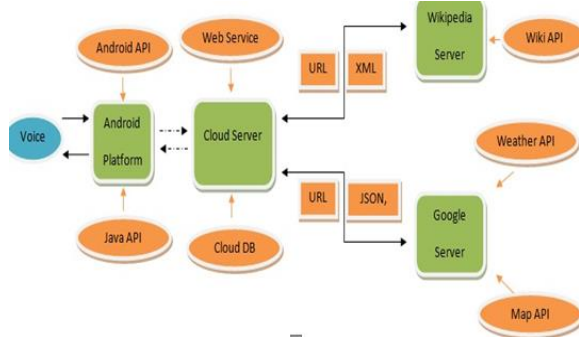 Android API
Web Service
Wikipedia
Server
Wiki API
URL
XML
Voice
Android
Platform
Cloud Server
Weather API
URL
JSON,
Google
Server
Java API
Cloud DB
Map API